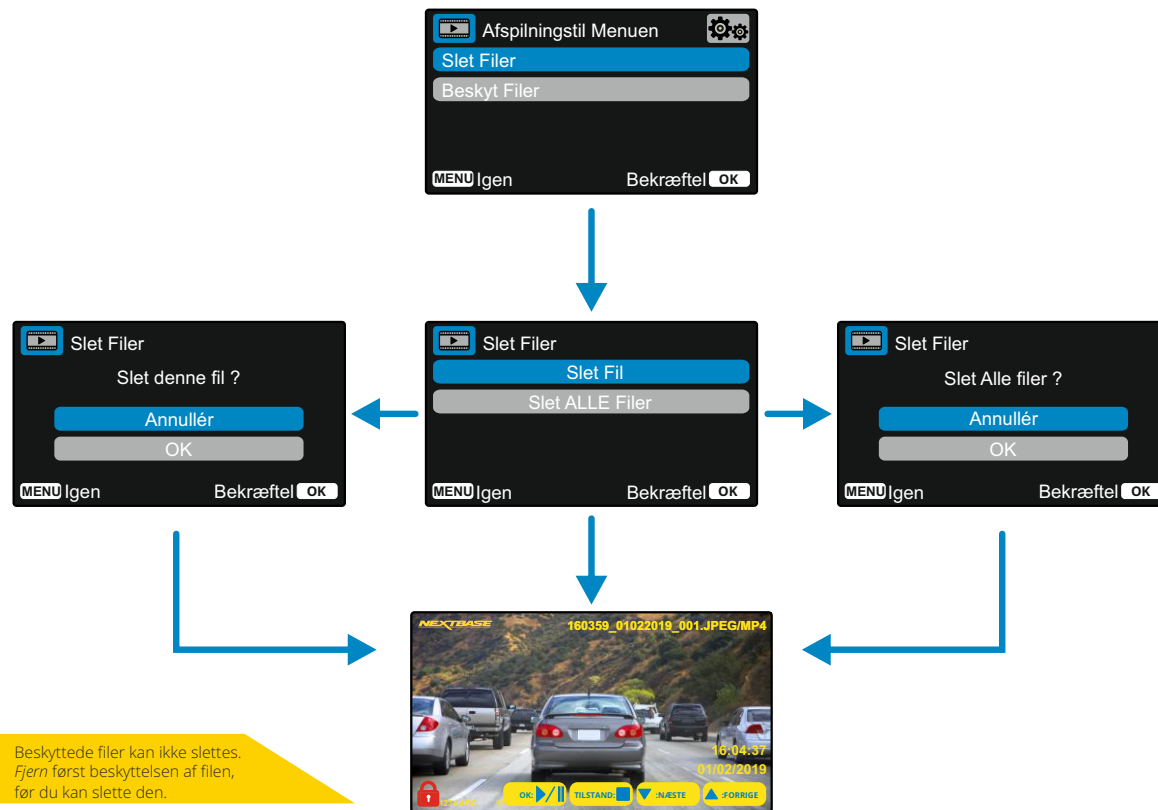 Afspilningstil Menuen
Slet Filer
Beskyt Filer
MENU Igen
Bekræftel OK
Slet Filer
Slet denne fil ?
Annullér
OK
MENU Igen
Bekræftel OK
Slet Filer
Slet Fil
Slet ALLE Filer
MENU Igen
Bekræftel OK
Slet Filer
Slet Alle filer ?
Annullér
OK
MENU Igen
Bekræftel OK
NEXTBASE
160359_01022019_001.JPEG/MP4
16:04:37
01/02/2019
OK:
TILSTAND:
:NÆSTE
:FORRIGE
Beskyttede filer kan ikke slettes.
Fjern først beskyttelsen af filen,
før du kan slette den.